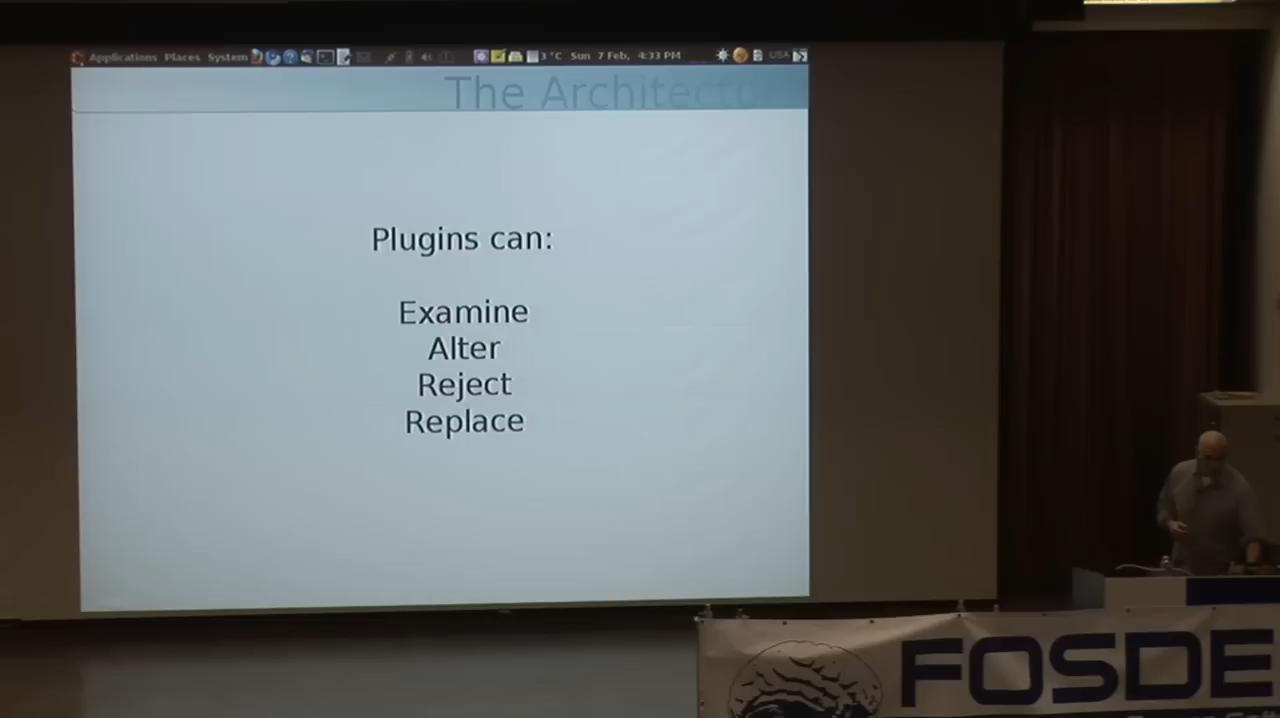 Applications Places System 3 °C Sun 7 Feb, 4:33 PM USA
The Architectu
Plugins can:
Examine
Alter
Reject
Replace
FOSDE